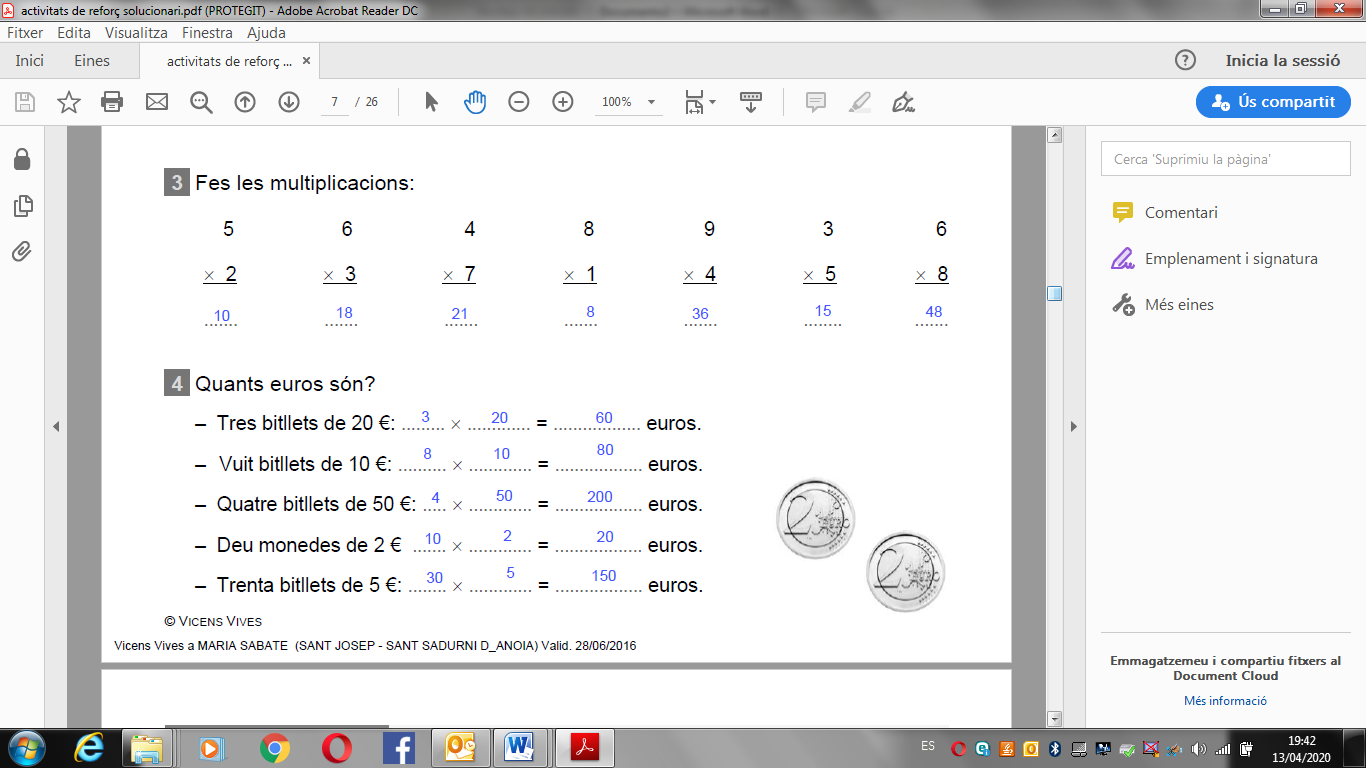 activitats de reforç solucionari.pdf (PROTEGIT) - Adobe Acrobat Reader DC
Fitxer Edita Visualitza Finestra Ajuda
Inici Eines activitats de reforç ... × ? Inicia la sessió
7 / 26 100% Ús compartit
Cerca 'Suprimiu la pàgina'
Comentari
Emplenament i signatura
Més eines
3 Fes les multiplicacions:
5 6 4 8 9 3 6
× 2 × 3 × 7 × 1 × 4 × 5 × 8
10 18 21 8 36 15 48
4 Quants euros són?
– Tres bitllets de 20 €: 3 × 20 = 60 euros.
– Vuit bitllets de 10 €: 8 × 10 = 80 euros.
– Quatre bitllets de 50 €: 4 × 50 = 200 euros.
– Deu monedes de 2 € 10 × 2 = 20 euros.
– Trenta bitllets de 5 €: 30 × 5 = 150 euros.
2 EURO
2 EURO
© VICENS VIVES
Vicens Vives a MARIA SABATE (SANT JOSEP - SANT SADURNI D_ANOIA) Valid. 28/06/2016
Emmagatzemeu i compartiu fitxers al
Document Cloud
Més informació
ES 19:42
13/04/2020